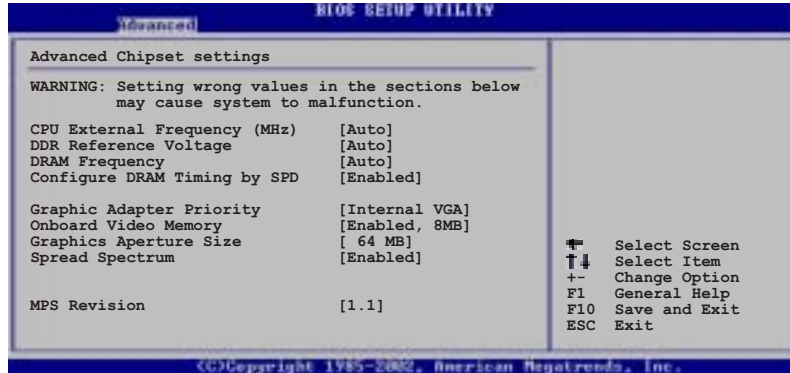 BIOS SETUP UTILITY
Advanced
Advanced Chipset settings
WARNING: Setting wrong values in the sections below
may cause system to malfunction.
CPU External Frequency (MHz) [Auto]
DDR Reference Voltage [Auto]
DRAM Frequency [Auto]
Configure DRAM Timing by SPD [Enabled]
Graphic Adapter Priority [Internal VGA]
Onboard Video Memory [Enabled, 8MB]
Graphics Aperture Size [ 64 MB]
Spread Spectrum [Enabled]
MPS Revision [1.1]
Select Screen
↑↓ Select Item
+- Change Option
F1 General Help
F10 Save and Exit
ESC Exit
(C)Copyright 1985-2002, American Megatrends, Inc.